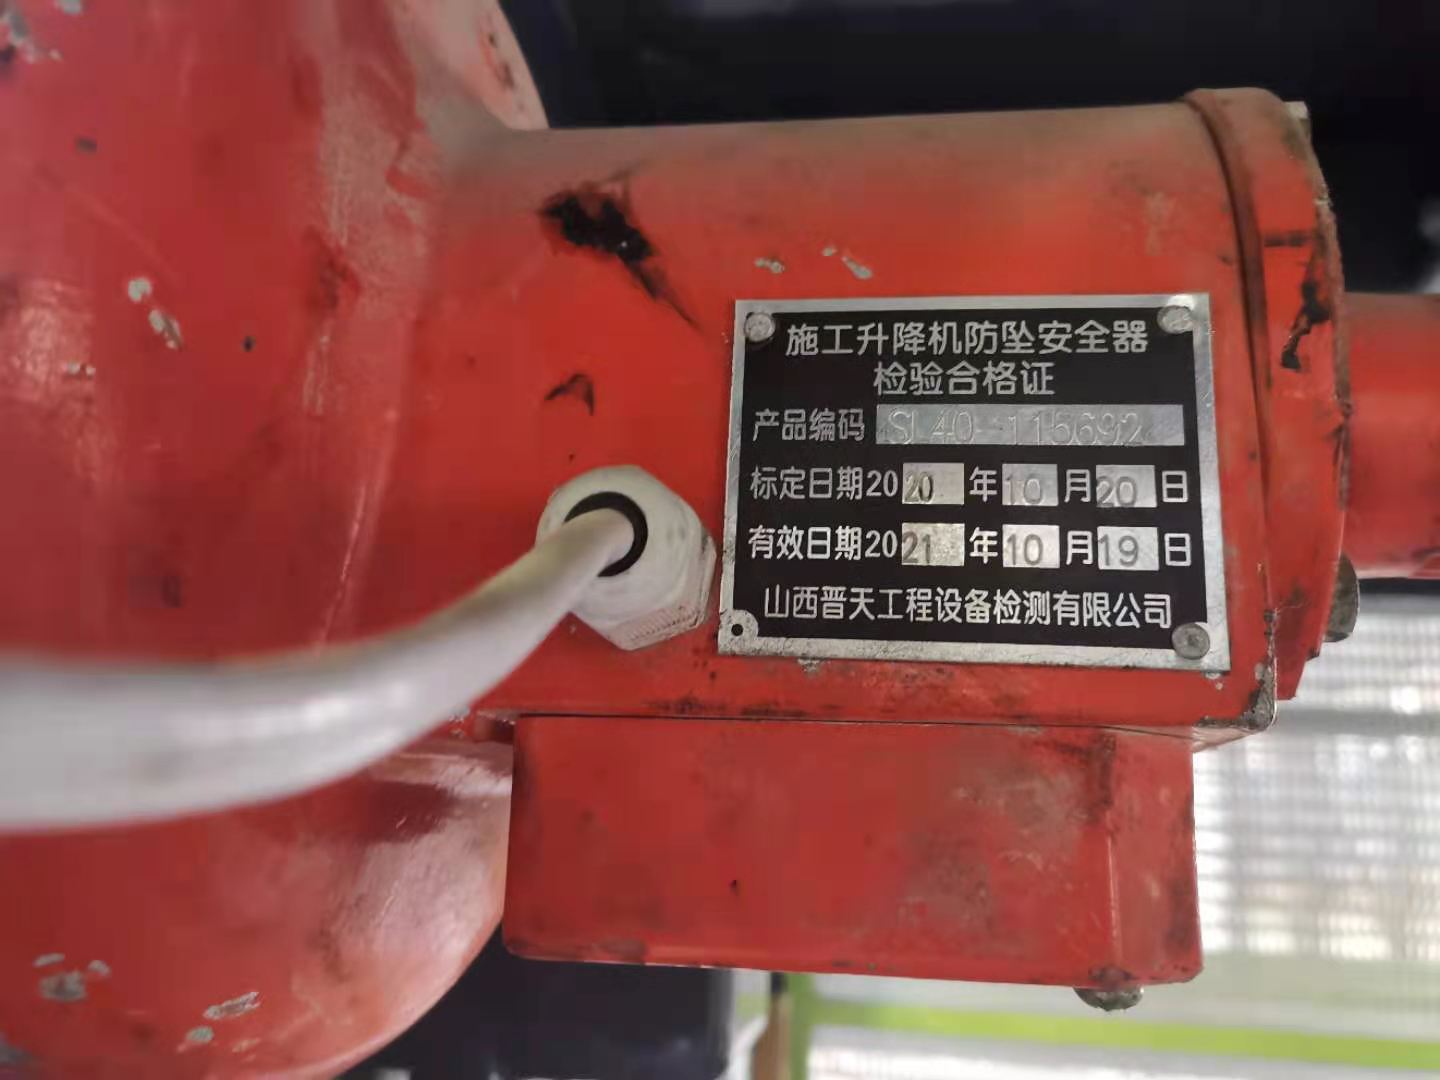 施工升降机防坠安全器
检验合格证
产品编码 SL40-115692
标定日期2020年10月20日
有效日期2021年10月19日
山西晋天工程设备检测有限公司